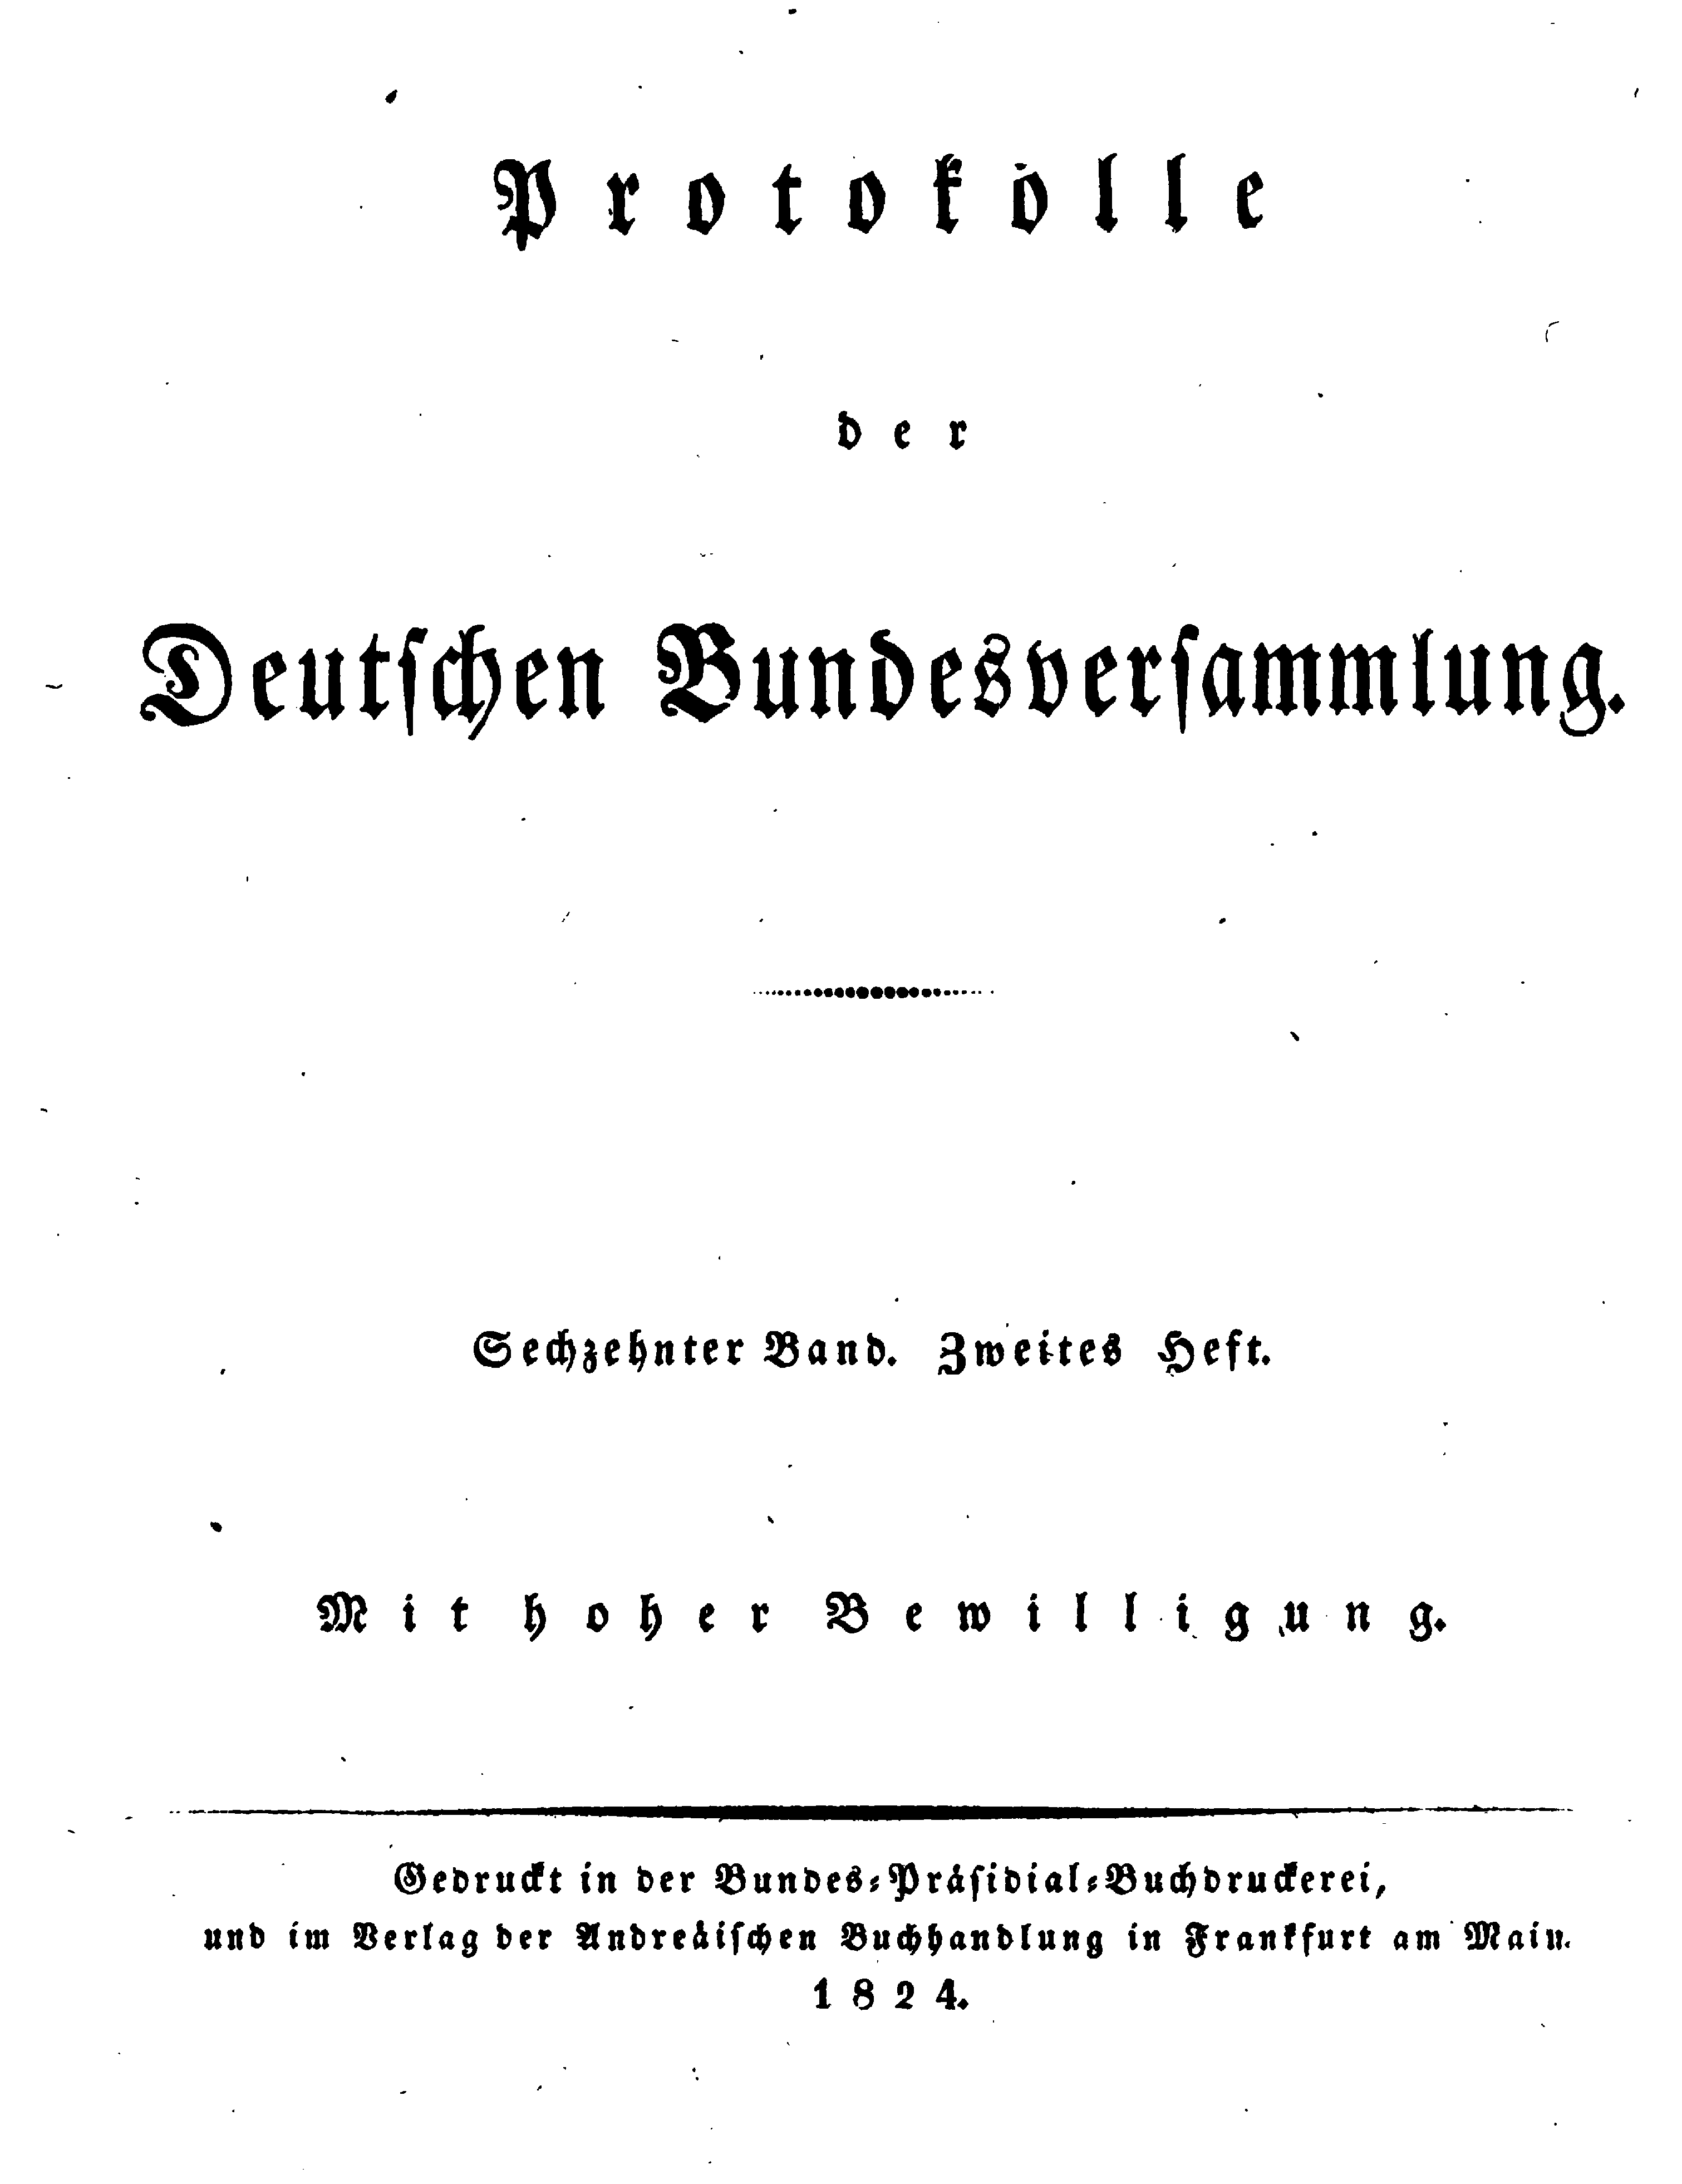 Protokolle
der
Deutſchen Bundesverſammlung.
Sechzehnter Band. Zweites Heft.
Mit hoher Bewilligung.
Gedruckt in der Bundes⸗Präſidial⸗Buchdruckerei,
und im Verlag der Andreäiſchen Buchhandlung in Frankfurt am Main.
1824.